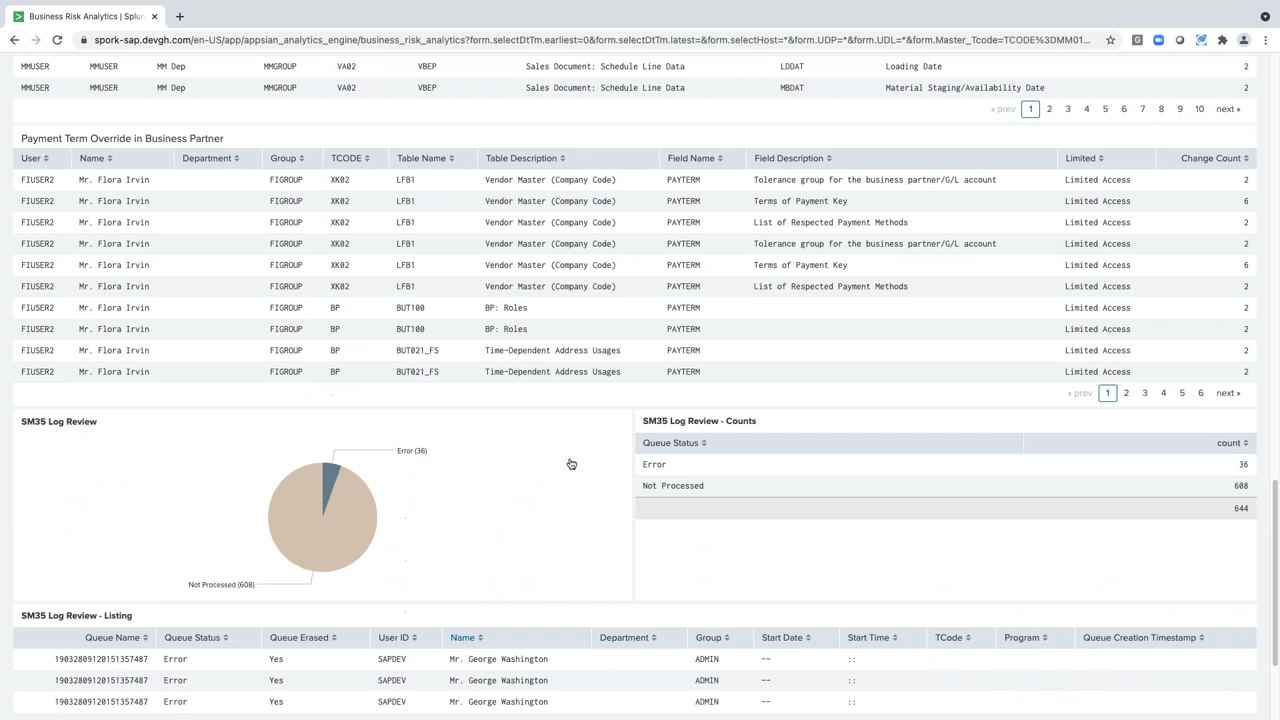 Business Risk Analytics | Splun
spork-sap.devgh.com/en-US/app/appsian_analytics_engine/business_risk_analytics?form.selectDtTm.earliest=0&form.selectDtTm.latest=&form.selectHost=*&form.UDP=*&form.UDL=*&form.Master_Tcode=TCODE%3DMM01...
MMUSER MMUSER MM Dep MMGROUP VA02 VBEP Sales Document: Schedule Line Data LDDAT Loading Date 2
MMUSER MMUSER MM Dep MMGROUP VA02 VBEP Sales Document: Schedule Line Data MBDAT Material Staging/Availability Date 2
« prev 1 2 3 4 5 6 7 8 9 10 next »
Payment Term Override in Business Partner
User Name Department Group TCODE Table Name Table Description Field Name Field Description Limited Change Count
FIUSER2 Mr. Flora Irvin FIGROUP XK02 LFB1 Vendor Master (Company Code) PAYTERM Tolerance group for the business partner/G/L account Limited Access 2
FIUSER2 Mr. Flora Irvin FIGROUP XK02 LFB1 Vendor Master (Company Code) PAYTERM Terms of Payment Key Limited Access 6
FIUSER2 Mr. Flora Irvin FIGROUP XK02 LFB1 Vendor Master (Company Code) PAYTERM List of Respected Payment Methods Limited Access 2
FIUSER2 Mr. Flora Irvin FIGROUP XK02 LFB1 Vendor Master (Company Code) PAYTERM Tolerance group for the business partner/G/L account Limited Access 2
FIUSER2 Mr. Flora Irvin FIGROUP XK02 LFB1 Vendor Master (Company Code) PAYTERM Terms of Payment Key Limited Access 6
FIUSER2 Mr. Flora Irvin FIGROUP XK02 LFB1 Vendor Master (Company Code) PAYTERM List of Respected Payment Methods Limited Access 2
FIUSER2 Mr. Flora Irvin FIGROUP BP BUT100 BP: Roles PAYTERM Limited Access 2
FIUSER2 Mr. Flora Irvin FIGROUP BP BUT100 BP: Roles PAYTERM Limited Access 2
FIUSER2 Mr. Flora Irvin FIGROUP BP BUT021_FS Time-Dependent Address Usages PAYTERM Limited Access 2
FIUSER2 Mr. Flora Irvin FIGROUP BP BUT021_FS Time-Dependent Address Usages PAYTERM Limited Access 2
« prev 1 2 3 4 5 6 next »
SM35 Log Review
Error (36)
Not Processed (608)
SM35 Log Review - Counts
Queue Status count
Error 36
Not Processed 608
644
SM35 Log Review - Listing
Queue Name Queue Status Queue Erased User ID Name Department Group Start Date Start Time TCode Program Queue Creation Timestamp
19032809120151357487 Error Yes SAPDEV Mr. George Washington ADMIN -- ::
19032809120151357487 Error Yes SAPDEV Mr. George Washington ADMIN -- ::
19032809120151357487 Error Yes SAPDEV Mr. George Washington ADMIN -- ::